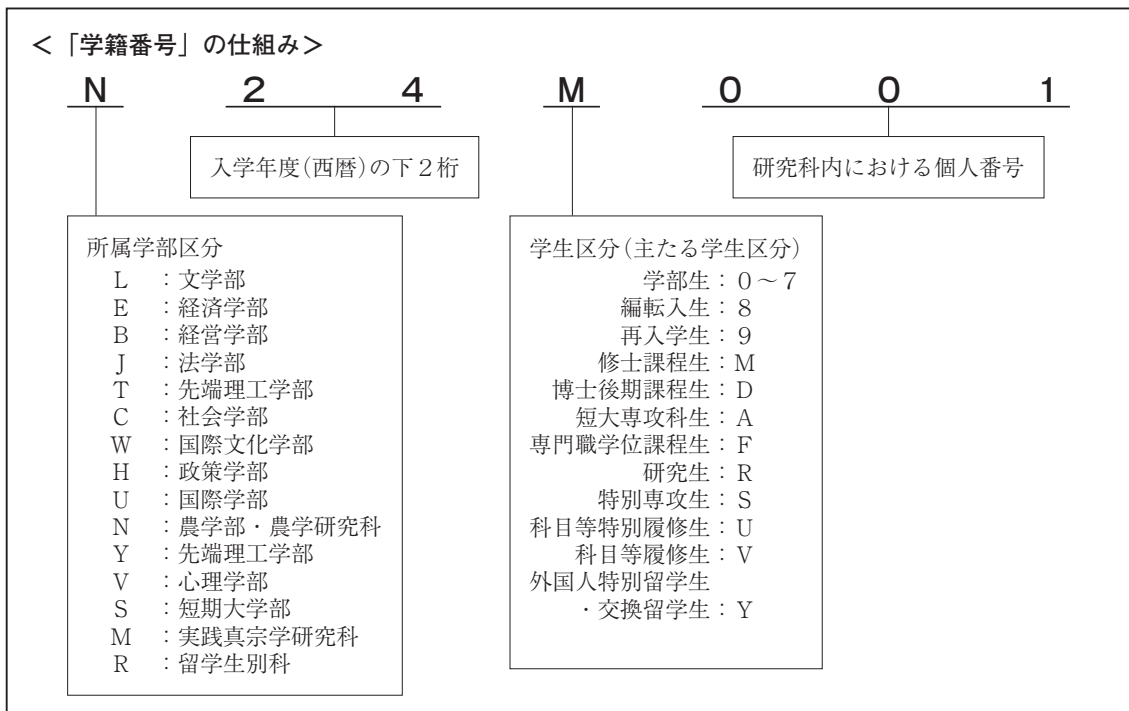 ＜「学籍番号」の仕組み＞
N 2 4 M 0 0 1
入学年度(西暦)の下２桁
研究科内における個人番号
所属学部区分
L ：文学部
E ：経済学部
B ：経営学部
J ：法学部
T ：先端理工学部
C ：社会学部
W ：国際文化学部
H ：政策学部
U ：国際学部
N ：農学部・農学研究科
Y ：先端理工学部
V ：心理学部
S ：短期大学部
M ：実践真宗学研究科
R ：留学生別科
学生区分(主たる学生区分)
学部生：０～７
編転入生：８
再入学生：９
修士課程生：M
博士後期課程生：D
短大専攻科生：A
専門職学位課程生：F
研究生：R
特別専攻生：S
科目等特別履修生：U
科目等履修生：V
外国人特別留学生
・交換留学生：Y